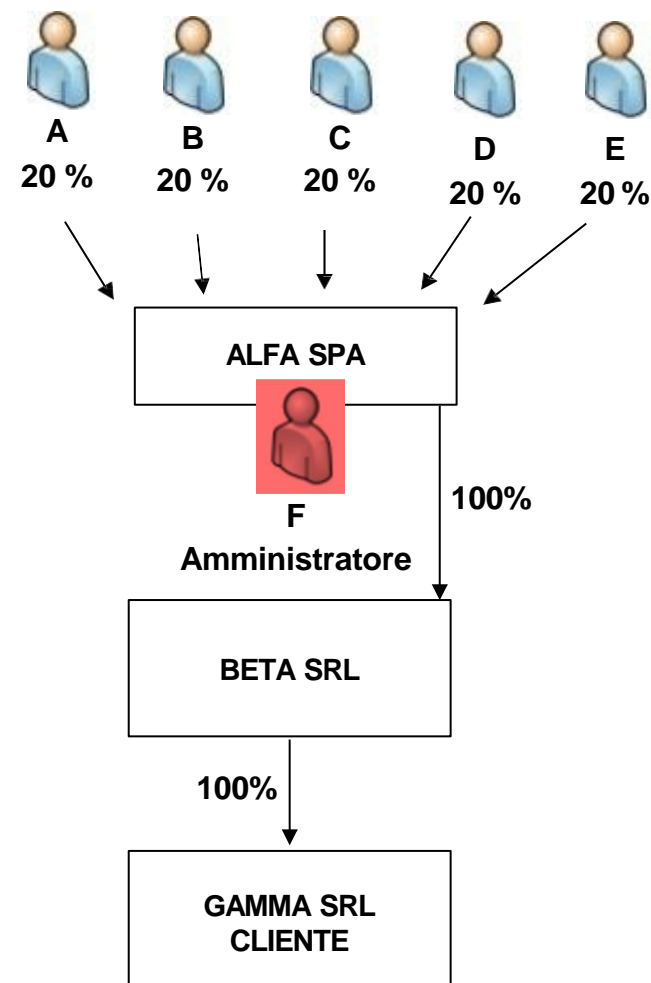 A
B
C
D
E
20 %
20 %
20 %
20 %
20 %
ALFA SPA
F
Amministratore
100%
BETA SRL
100%
GAMMA SRL
CLIENTE